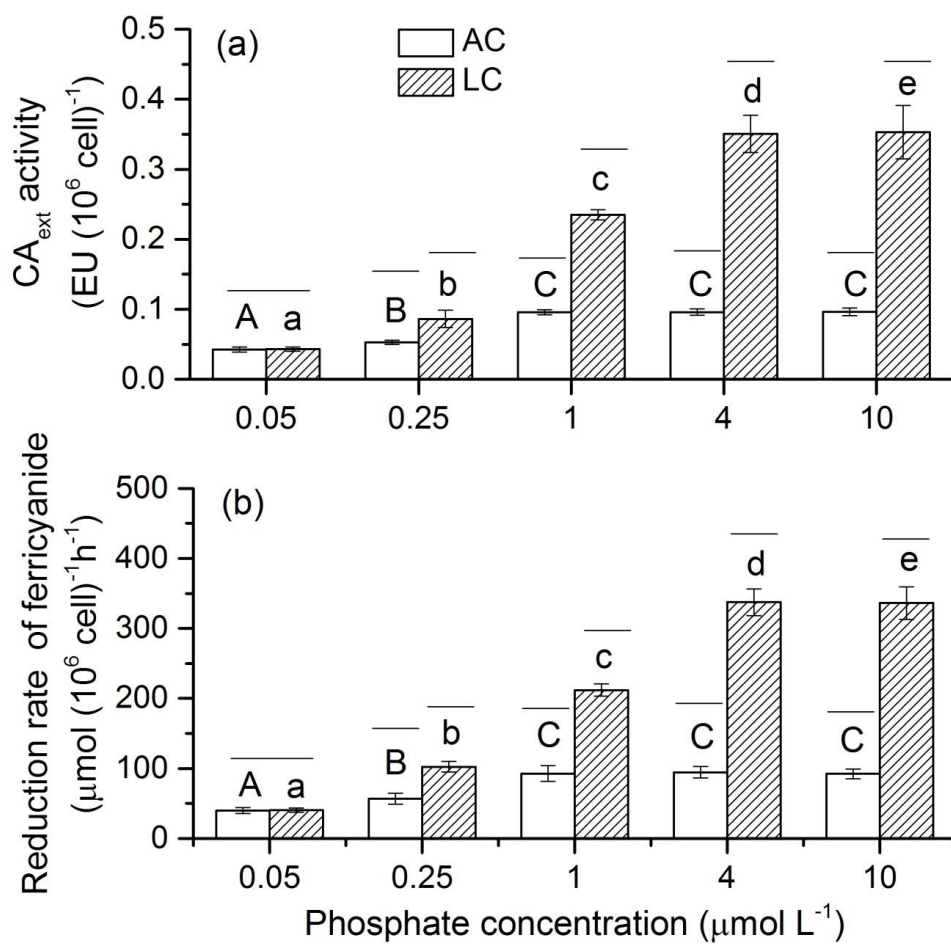 (a)
AC
LC
CA_ext activity
(EU (10^6 cell)^-1)
0.5
0.4
0.3
0.2
0.1
0.0
A a B b C c C d C e
0.05 0.25 1 4 10
(b)
Reduction rate of ferricyanide
(μmol (10^6 cell)^-1h^-1)
500
400
300
200
100
0
A a B b C c C d C e
0.05 0.25 1 4 10
Phosphate concentration (μmol L^-1)